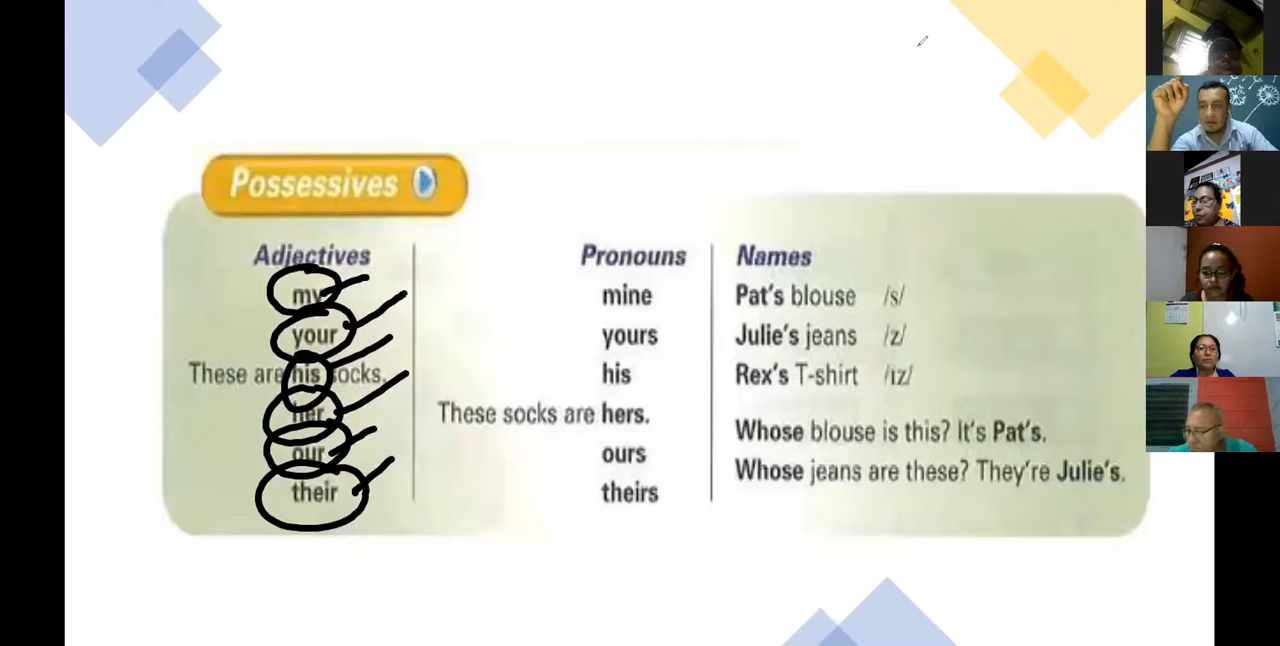 Possessives
Adjectives
my
your
These are his socks.
her
our
their
Pronouns
mine
yours
his
These socks are hers.
ours
theirs
Names
Pat's blouse /s/
Julie's jeans /z/
Rex's T-shirt /ɪz/
Whose blouse is this? It's Pat's.
Whose jeans are these? They're Julie's.